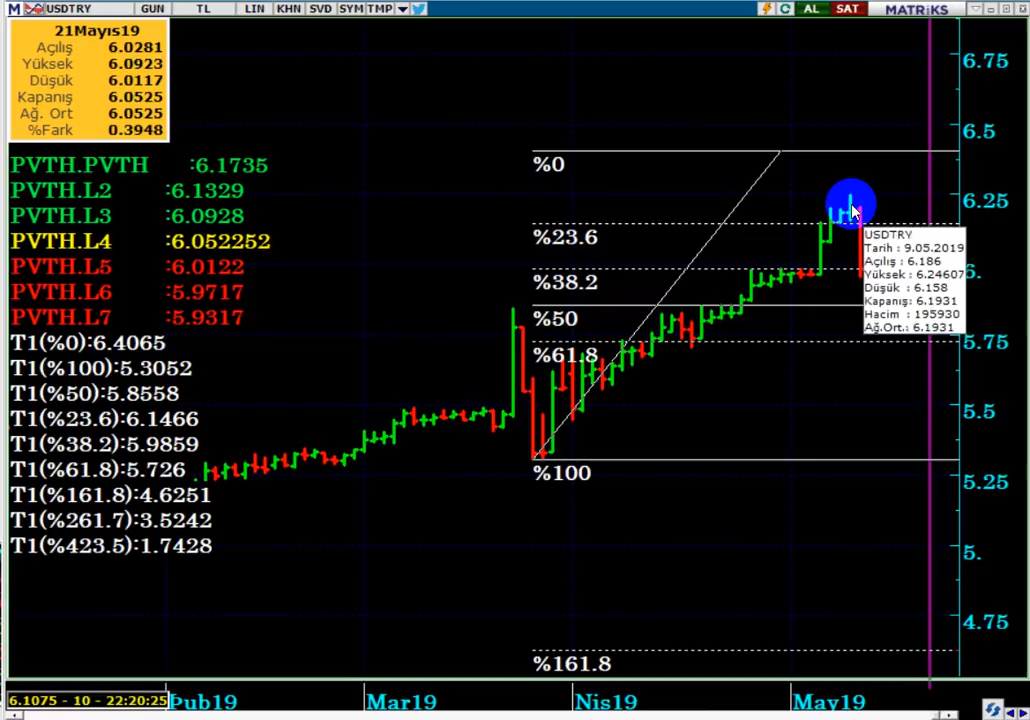 M USDTRY GUN TL LIN KHN SVD SYM TMP AL SAT MATRiKS
21Mayıs19
Açılış 6.0281
Yüksek 6.0923
Düşük 6.0117
Kapanış 6.0525
Ağ. Ort 6.0525
%Fark 0.3948
PVTH.PVTH :6.1735
PVTH.L2 :6.1329
PVTH.L3 :6.0928
PVTH.L4 :6.052252
PVTH.L5 :6.0122
PVTH.L6 :5.9717
PVTH.L7 :5.9317
T1(%0):6.4065
T1(%100):5.3052
T1(%50):5.8558
T1(%23.6):6.1466
T1(%38.2):5.9859
T1(%61.8):5.726
T1(%161.8):4.6251
T1(%261.7):3.5242
T1(%423.5):1.7428
%0
%23.6
%38.2
%50
%61.8
%100
%161.8
USDTRY
Tarih : 9.05.2019
Açılış : 6.186
Yüksek : 6.24607
Düşük : 6.158
Kapanış: 6.1931
Hacim : 195930
Ağ.Ort.: 6.1931
6.75
6.5
6.25
6.
5.75
5.5
5.25
5.
4.75
6.1075 - 10 - 22:20:25
Þub19 Mar19 Nis19 May19